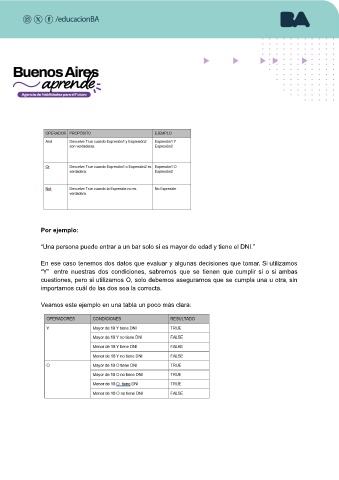 /educacionBA
BA
Buenos Aires
aprende
Agencia de Habilidades para el Futuro
OPERADOR PROPÓSITO EJEMPLO
And Devuelve True cuando Expresión1 y Expresión2 Expresión1 Y
son verdaderas. Expresión2
Or Devuelve True cuando Expresión1 o Expresión2 es Expresión1 O
verdadera. Expresión2
Not Devuelve True cuando la Expresión no es No Expresión
verdadera.
Por ejemplo:
“Una persona puede entrar a un bar solo si es mayor de edad y tiene el DNI.”
En ese caso tenemos dos datos que evaluar y algunas decisiones que tomar. Si utilizamos
“Y” entre nuestras dos condiciones, sabremos que se tienen que cumplir sí o sí ambas
cuestiones, pero si utilizamos O, solo debemos asegurarnos que se cumpla una u otra, sin
importarnos cuál de las dos sea la correcta.
Veamos este ejemplo en una tabla un poco más clara:
OPERADORES CONDICIONES RESULTADO
Y Mayor de 18 Y tiene DNI TRUE
Mayor de 18 Y no tiene DNI FALSE
Menor de 18 Y tiene DNI FALSE
Menor de 18 Y no tiene DNI FALSE
O Mayor de 18 O tiene DNI TRUE
Mayor de 18 O no tiene DNI TRUE
Menor de 18 O tiene DNI TRUE
Menor de 18 O no tiene DNI FALSE